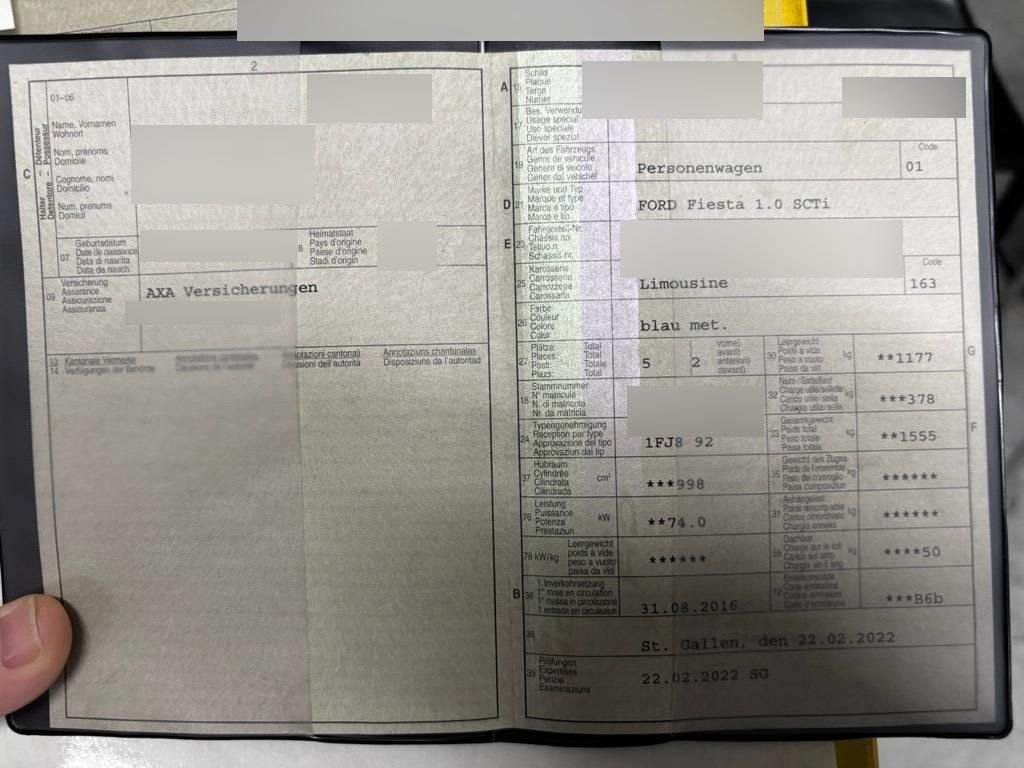 2
01–06
Name, Vornamen
Wohnort
Nom, prénoms
Domicile
Cognome, nomi
Domicilio
Num, prenums
Domicil
C
Halter – Détenteur
Detentore – Possessur
07
Geburtsdatum
Date de naissance
Data di nascita
Data da nasch.
8
Heimatstaat
Pays d'origine
Paese d'origine
Stadi d'origin
09
Versicherung
Assurance
Assicurazione
Assicuranza
AXA Versicherungen
13 Kantonale Vermerke
14 Verfügungen der Behörde
cantonali
dell'autorità
Annotaziuns chantunalas
Disposiziuns da l'autoritad
A 15
Schild
Plaque
Targa
Numer
17
Bes. Verwendu
Usage spécial
Uso speciale
Diever spezial
19
Art des Fahrzeugs
Genre de véhicule
Genere di veicolo
Gener dal vehichel
Personenwagen
Code
01
D 21
Marke und Typ
Marque et type
Marca e tipo
Marca e tip
FORD Fiesta 1.0 SCTi
E 23
Fahrgestell-Nr.
Châssis no
Telaio n.
Schassis nr.
25
Karosserie
Carrosserie
Carrozzeria
Carossaria
Limousine
Code
163
26
Farbe
Couleur
Colore
Colur
blau met.
27
Plätze: Total
Places: Total
Posti: Totale
Plazs: Total
5
2
vorne)
avant)
anteriori)
davant)
30
Leergewicht
Poids à vide
Peso a vuoto
Paisa da vid
kg
**1177
G
18
Stammnummer
N° matricule
N. di matricola
Nr. da matricla
32
Nutz-/Sattellast
Charge utile/sellette
Carico utile/sella
Chargia utila/sella
kg
***378
24
Typengenehmigung
Réception par type
Approvazione del tipo
Approvaziun dal tip
1FJ8 92
33
Gesamtgewicht
Poids total
Peso totale
Paisa totala
kg
**1555
F
37
Hubraum
Cylindrée
Cilindrata
Cilindrada
cm³
***998
35
Gewicht des Zuges
Poids de l'ensemble
Peso del convoglio
Paisa cumposiziun
kg
******
76
Leistung
Puissance
Potenza
Prestaziun
kW
**74.0
31
Anhängelast
Poids remorquable
Carico rimorchiabile
Chargia annexa
kg
******
78 kW/kg
Leergewicht
poids à vide
peso a vuoto
paisa da vid
******
55
Dachlast
Charge sur le toit
Carico sul tetto
Chargia sin il tetg
kg
****50
B 36
1. Inverkehrsetzung
1re mise en circulation
1a messa in circolazione
1. entrada en circulaziun
31.08.2016
72
Emissionscode
Code émissions
Codice emissioni
Code d'emissiuns
***B6b
38
St. Gallen, den 22.02.2022
39
Prüfungen
Expertises
Perizie
Examinaziuns
22.02.2022 SG